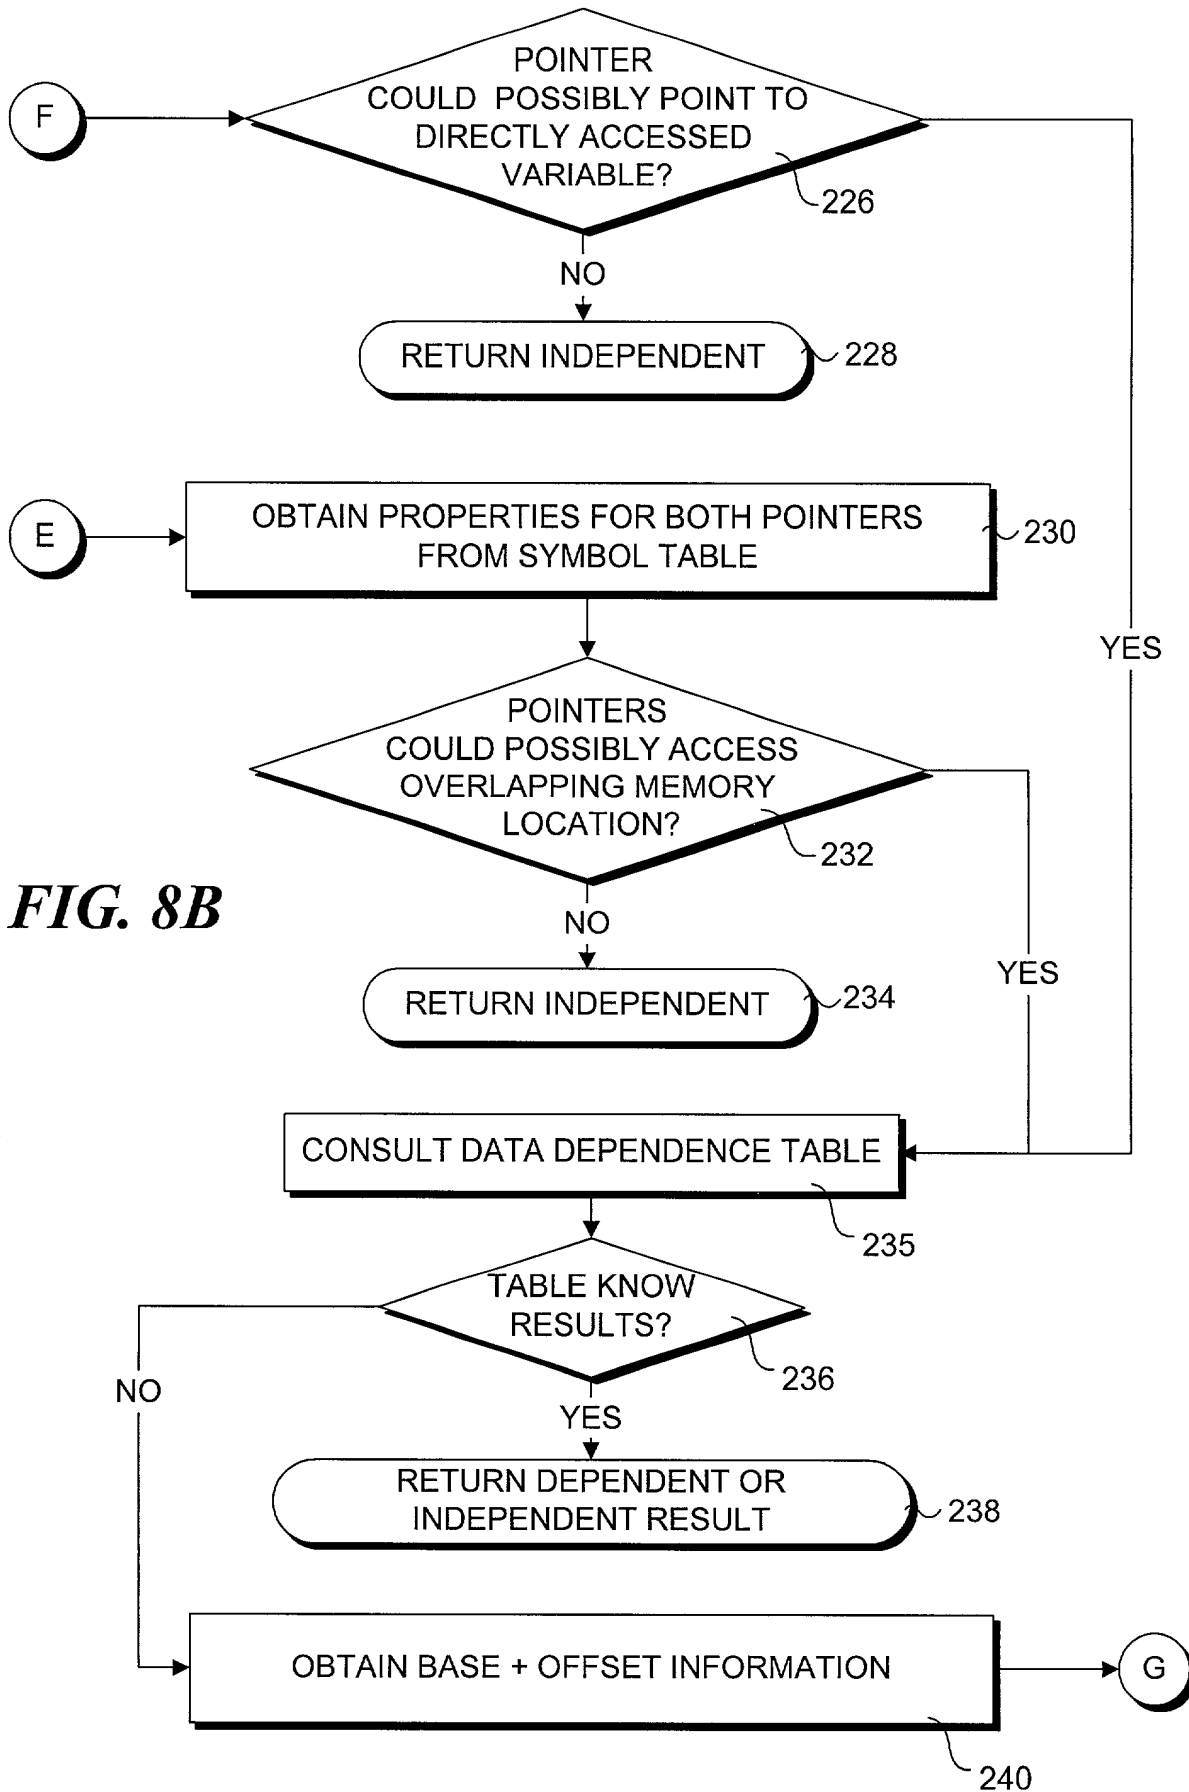 POINTER
COULD POSSIBLY POINT TO
DIRECTLY ACCESSED
VARIABLE?
F
226
NO
RETURN INDEPENDENT
228
E
OBTAIN PROPERTIES FOR BOTH POINTERS
FROM SYMBOL TABLE
230
YES
POINTERS
COULD POSSIBLY ACCESS
OVERLAPPING MEMORY
LOCATION?
232
FIG. 8B
NO
YES
RETURN INDEPENDENT
234
CONSULT DATA DEPENDENCE TABLE
235
TABLE KNOW
RESULTS?
236
NO
YES
RETURN DEPENDENT OR
INDEPENDENT RESULT
238
OBTAIN BASE + OFFSET INFORMATION
G
240